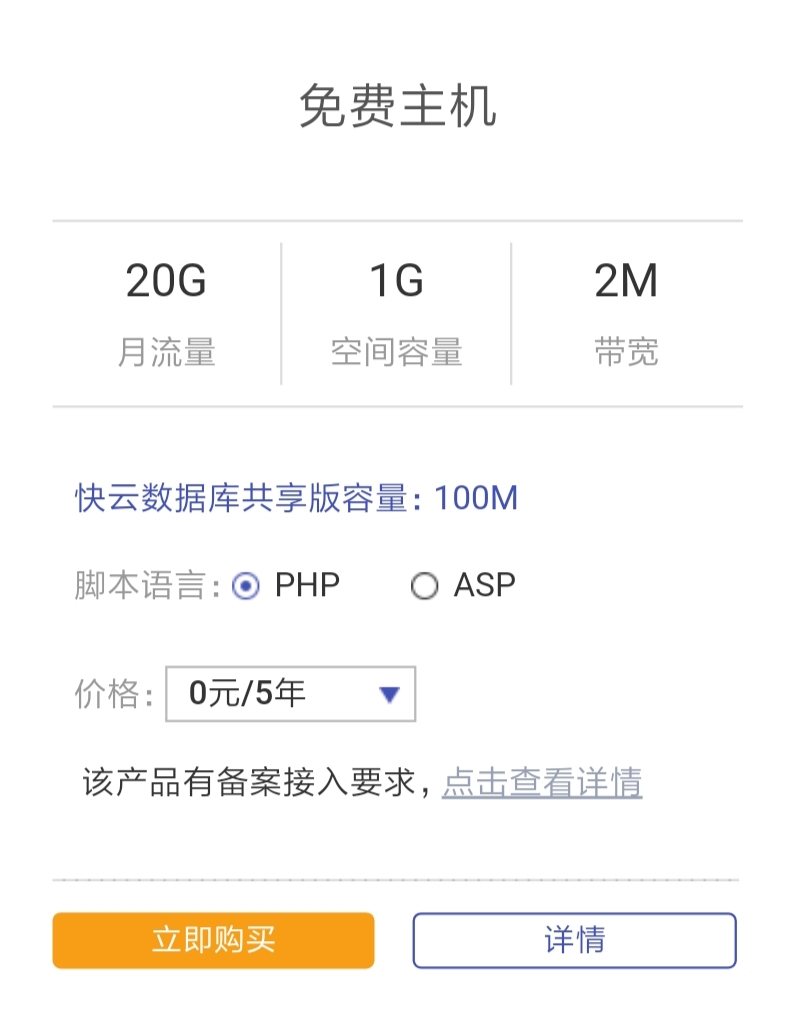 免费主机
20G 1G 2M
月流量 空间容量 带宽
快云数据库共享版容量：100M
脚本语言： PHP ASP
价格： 0元/5年
该产品有备案接入要求，点击查看详情
立即购买 详情